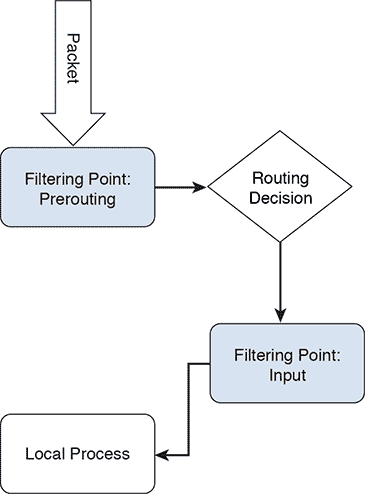 Packet
Filtering Point:
Prerouting
Routing
Decision
Filtering Point:
Input
Local Process